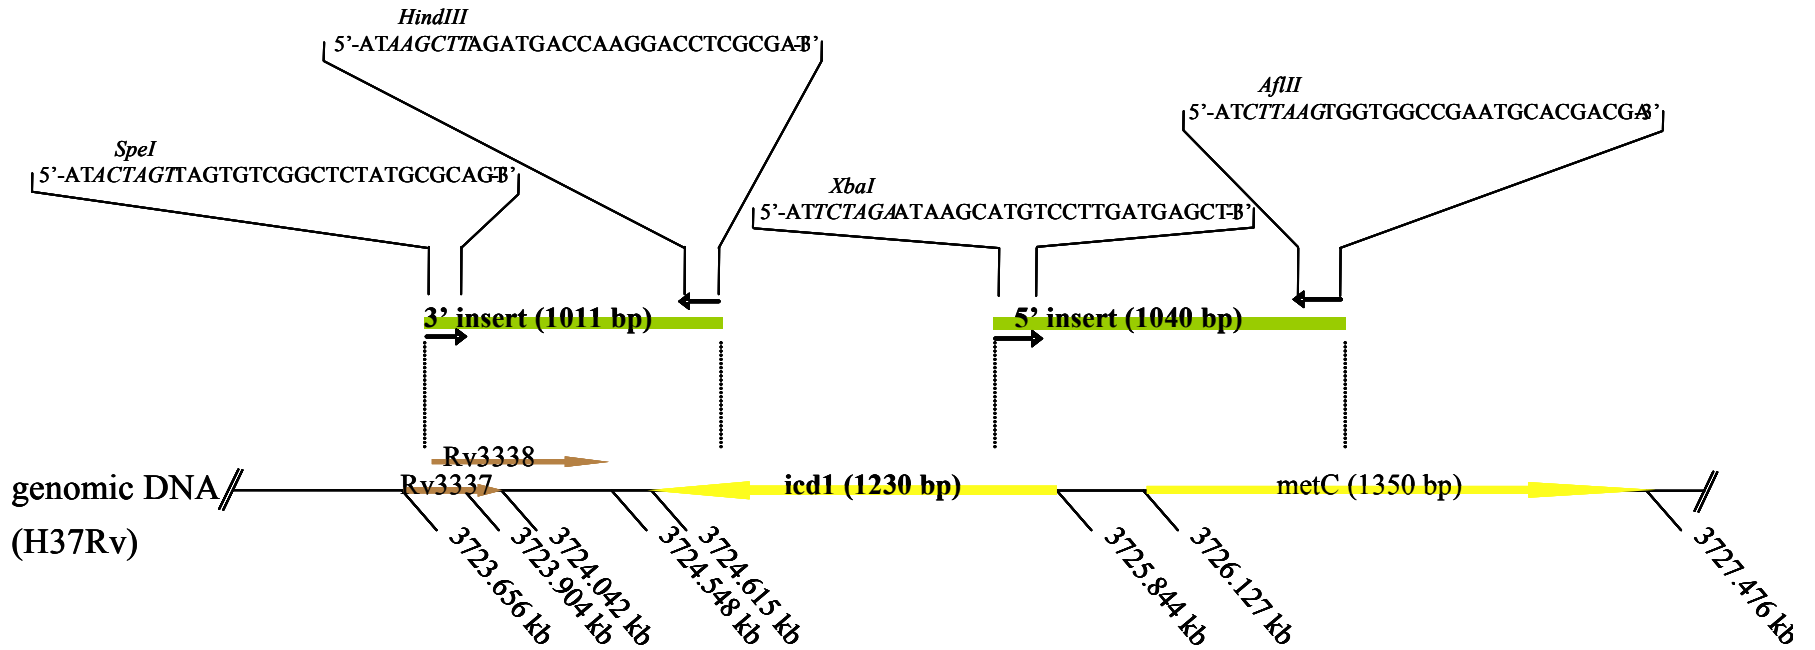 HindIII
5’-ATAAGCTTAGATGACCAAGGACCTCGCGAT-3’
AflII
5’-ATCTTAAGTGGTGGCCGAATGCACGACGA-3’
SpeI
5’-ATACTAGTTAGTGTCGGCTCTATGCGCAGT-3’
XbaI
5’-ATTCTAGAATAAGCATGTCCTTGATGAGCTT-3’
3’ insert (1011 bp)
5’ insert (1040 bp)
Rv3338
Rv3337
icd1 (1230 bp)
metC (1350 bp)
genomic DNA
(H37Rv)
3723.656 kb
3723.904 kb
3724.042 kb
3724.548 kb
3724.615 kb
3725.844 kb
3726.127 kb
3727.476 kb